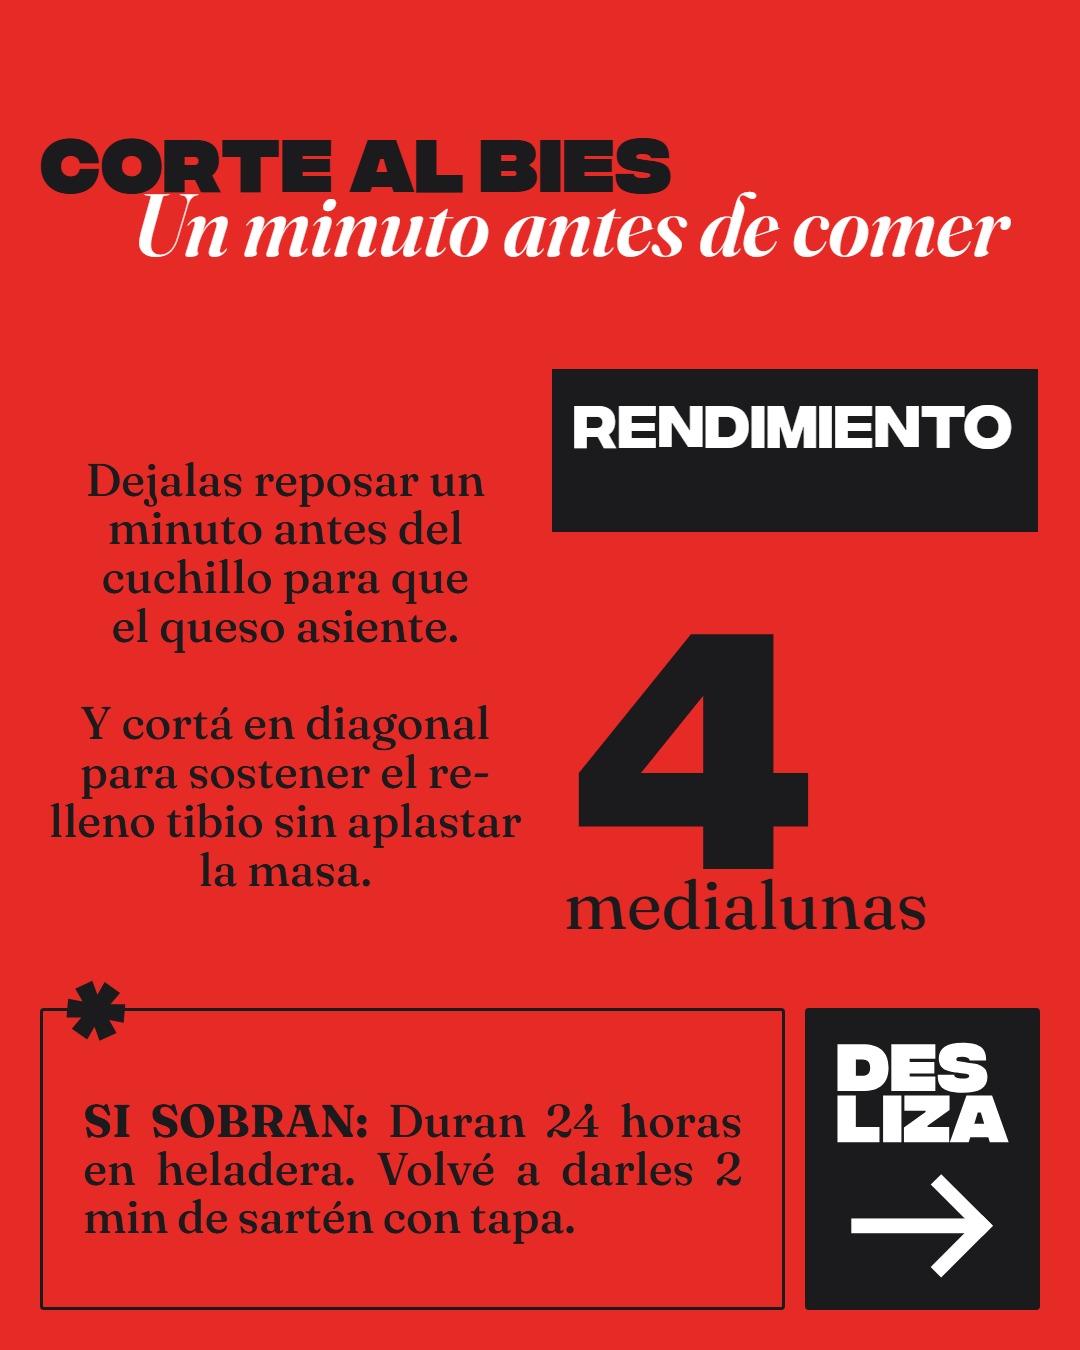 CORTE AL BIES
Un minuto antes de comer
Dejalas reposar un
minuto antes del
cuchillo para que
el queso asiente.
Y cortá en diagonal
para sostener el re-
lleno tibio sin aplastar
la masa.
RENDIMIENTO
4
medialunas
SI SOBRAN: Duran 24 horas
en heladera. Volvé a darles 2
min de sartén con tapa.
DES
LIZA